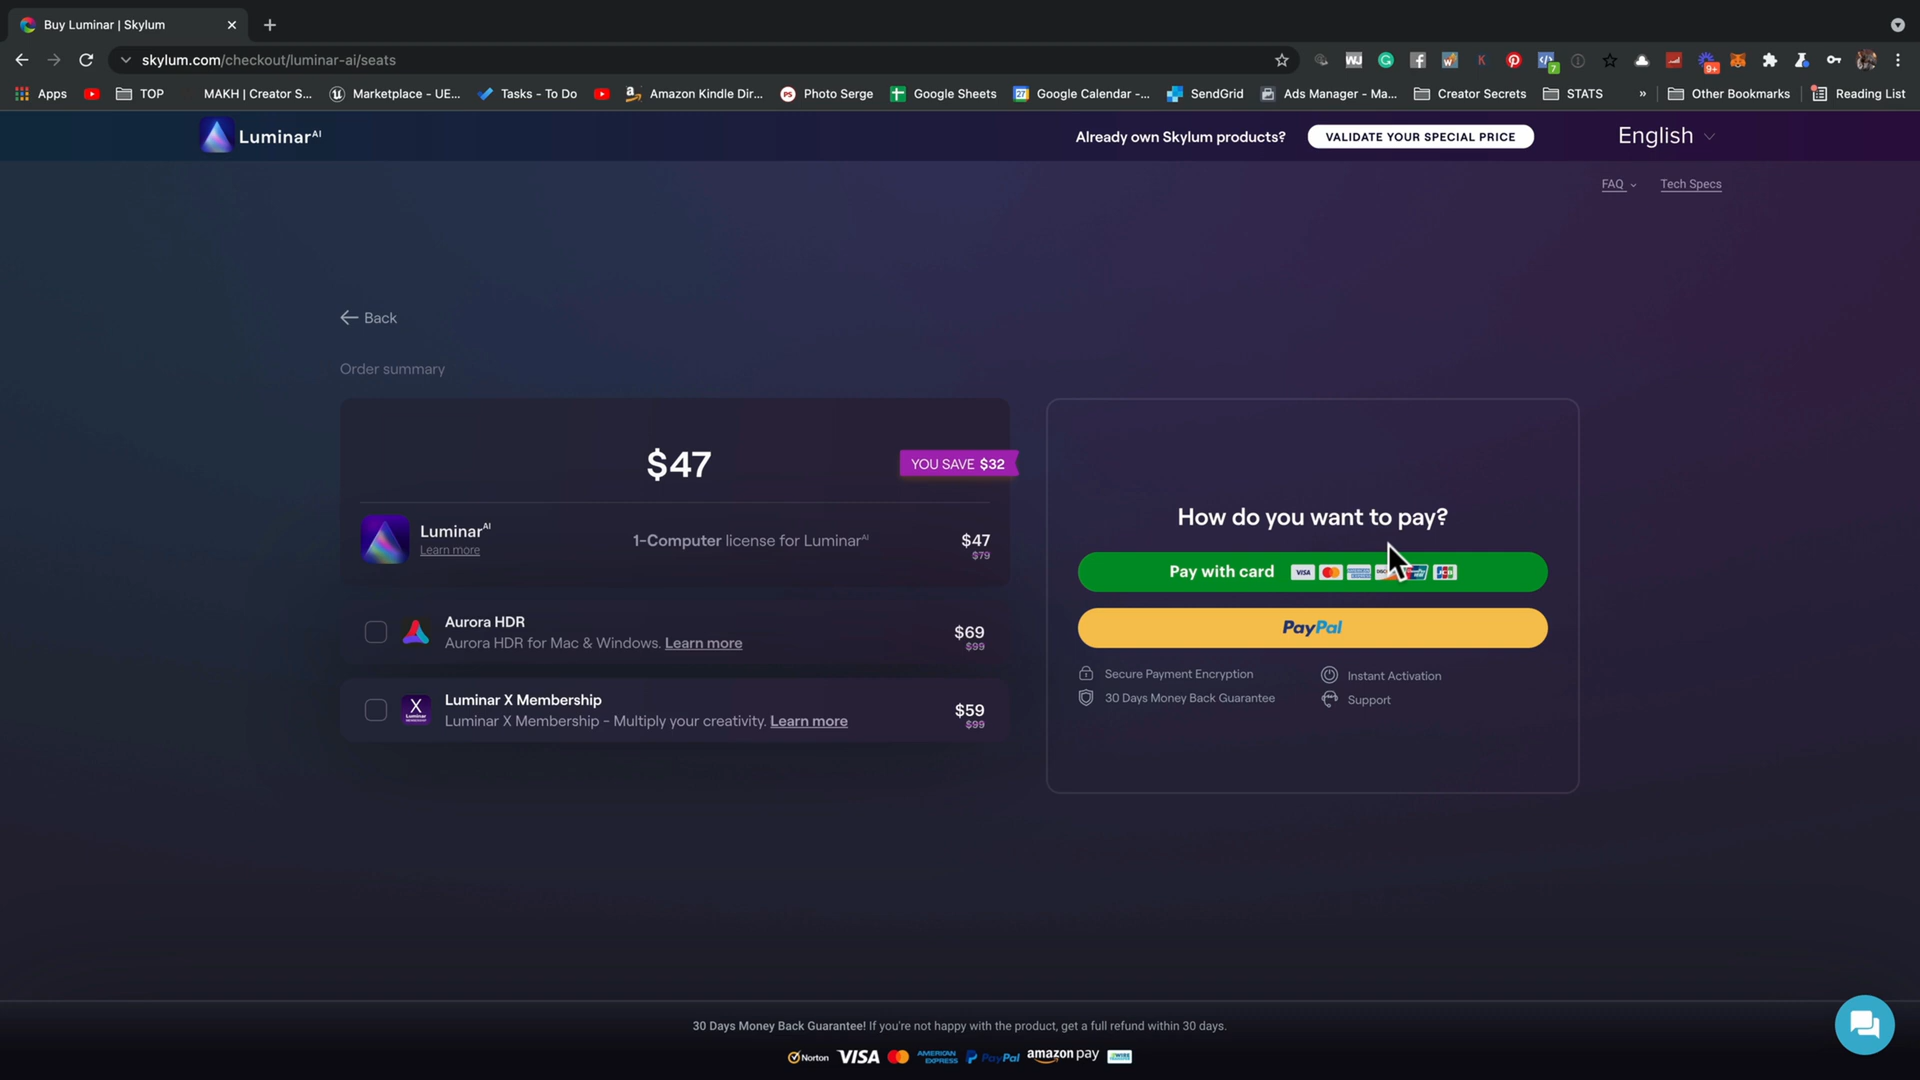 Buy Luminar | Skylum
skylum.com/checkout/luminar-ai/seats
7
9+
Apps
TOP
MAKH | Creator S...
Marketplace - UE...
Tasks - To Do
Amazon Kindle Dir...
Photo Serge
Google Sheets
Google Calendar -...
SendGrid
Ads Manager - Ma...
Creator Secrets
STATS
»
Other Bookmarks
Reading List
Luminar AI
Already own Skylum products?
VALIDATE YOUR SPECIAL PRICE
English
FAQ
Tech Specs
Back
Order summary
$47
YOU SAVE $32
Luminar AI
Learn more
1-Computer license for Luminar AI
$47
$79
Aurora HDR
Aurora HDR for Mac & Windows. Learn more
$69
$99
Luminar X Membership
Luminar X Membership - Multiply your creativity. Learn more
$59
$99
How do you want to pay?
Pay with card
PayPal
Secure Payment Encryption
Instant Activation
30 Days Money Back Guarantee
Support
30 Days Money Back Guarantee! If you're not happy with the product, get a full refund within 30 days.
Norton
VISA
AMERICAN EXPRESS
PayPal
amazon pay